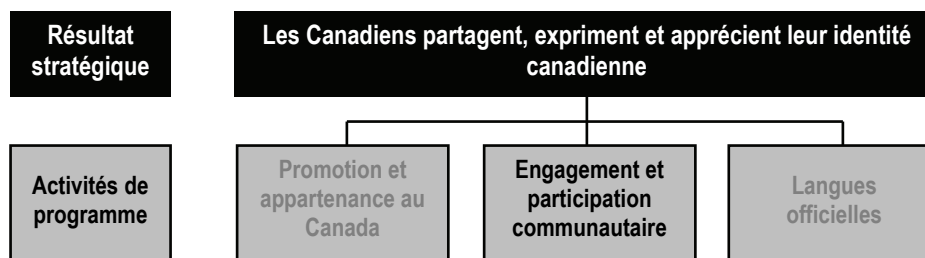 Résultat
stratégique
Les Canadiens partagent, expriment et apprécient leur identité
canadienne
Activités de
programme
Promotion et
appartenance au
Canada
Engagement et
participation
communautaire
Langues
officielles